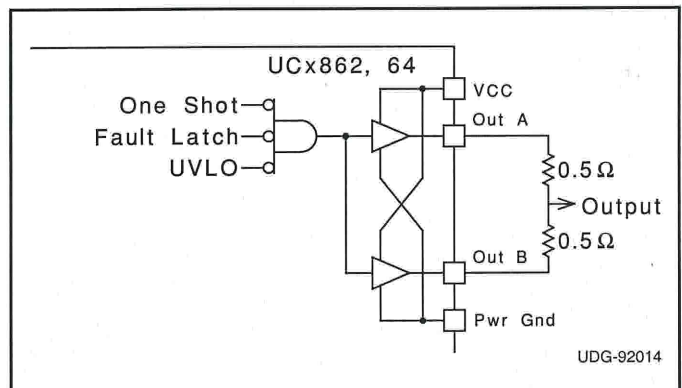 UCx862, 64
VCC
One Shot
Out A
Fault Latch
UVLO
0.5Ω
Output
0.5Ω
Out B
Pwr Gnd
UDG-92014